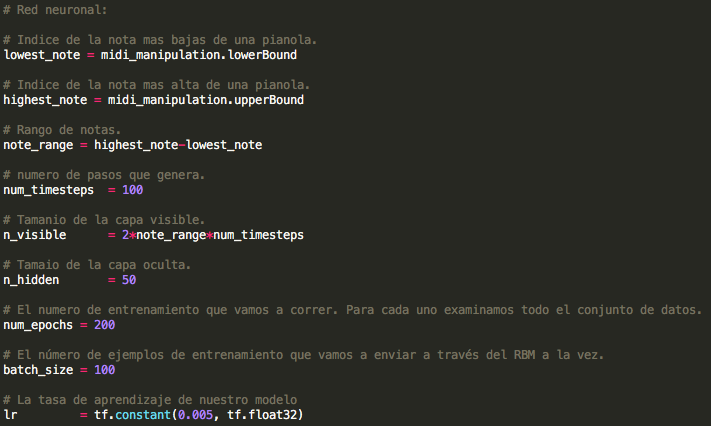 # Red neuronal:
# Indice de la nota mas bajas de una pianola.
lowest_note = midi_manipulation.lowerBound
# Indice de la nota mas alta de una pianola.
highest_note = midi_manipulation.upperBound
# Rango de notas.
note_range = highest_note-lowest_note
# numero de pasos que genera.
num_timesteps  = 100
# Tamanio de la capa visible.
n_visible      = 2*note_range*num_timesteps
# Tamaio de la capa oculta.
n_hidden       = 50
# El numero de entrenamiento que vamos a correr. Para cada uno examinamos todo el conjunto de datos.
num_epochs = 200
# El número de ejemplos de entrenamiento que vamos a enviar a través del RBM a la vez.
batch_size = 100
# La tasa de aprendizaje de nuestro modelo
lr         = tf.constant(0.005, tf.float32)